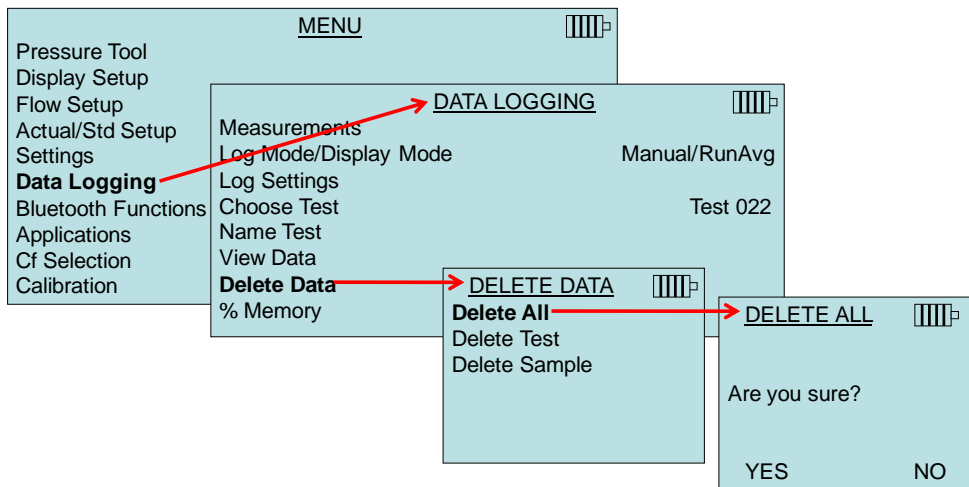 MENU
Pressure Tool
Display Setup
Flow Setup
Actual/Std Setup
Settings
Data Logging
Bluetooth Functions
Applications
Cf Selection
Calibration
DATA LOGGING
Measurements
Log Mode/Display Mode Manual/RunAvg
Log Settings
Choose Test Test 022
Name Test
View Data
Delete Data
% Memory
DELETE DATA
Delete All
Delete Test
Delete Sample
DELETE ALL
Are you sure?
YES NO